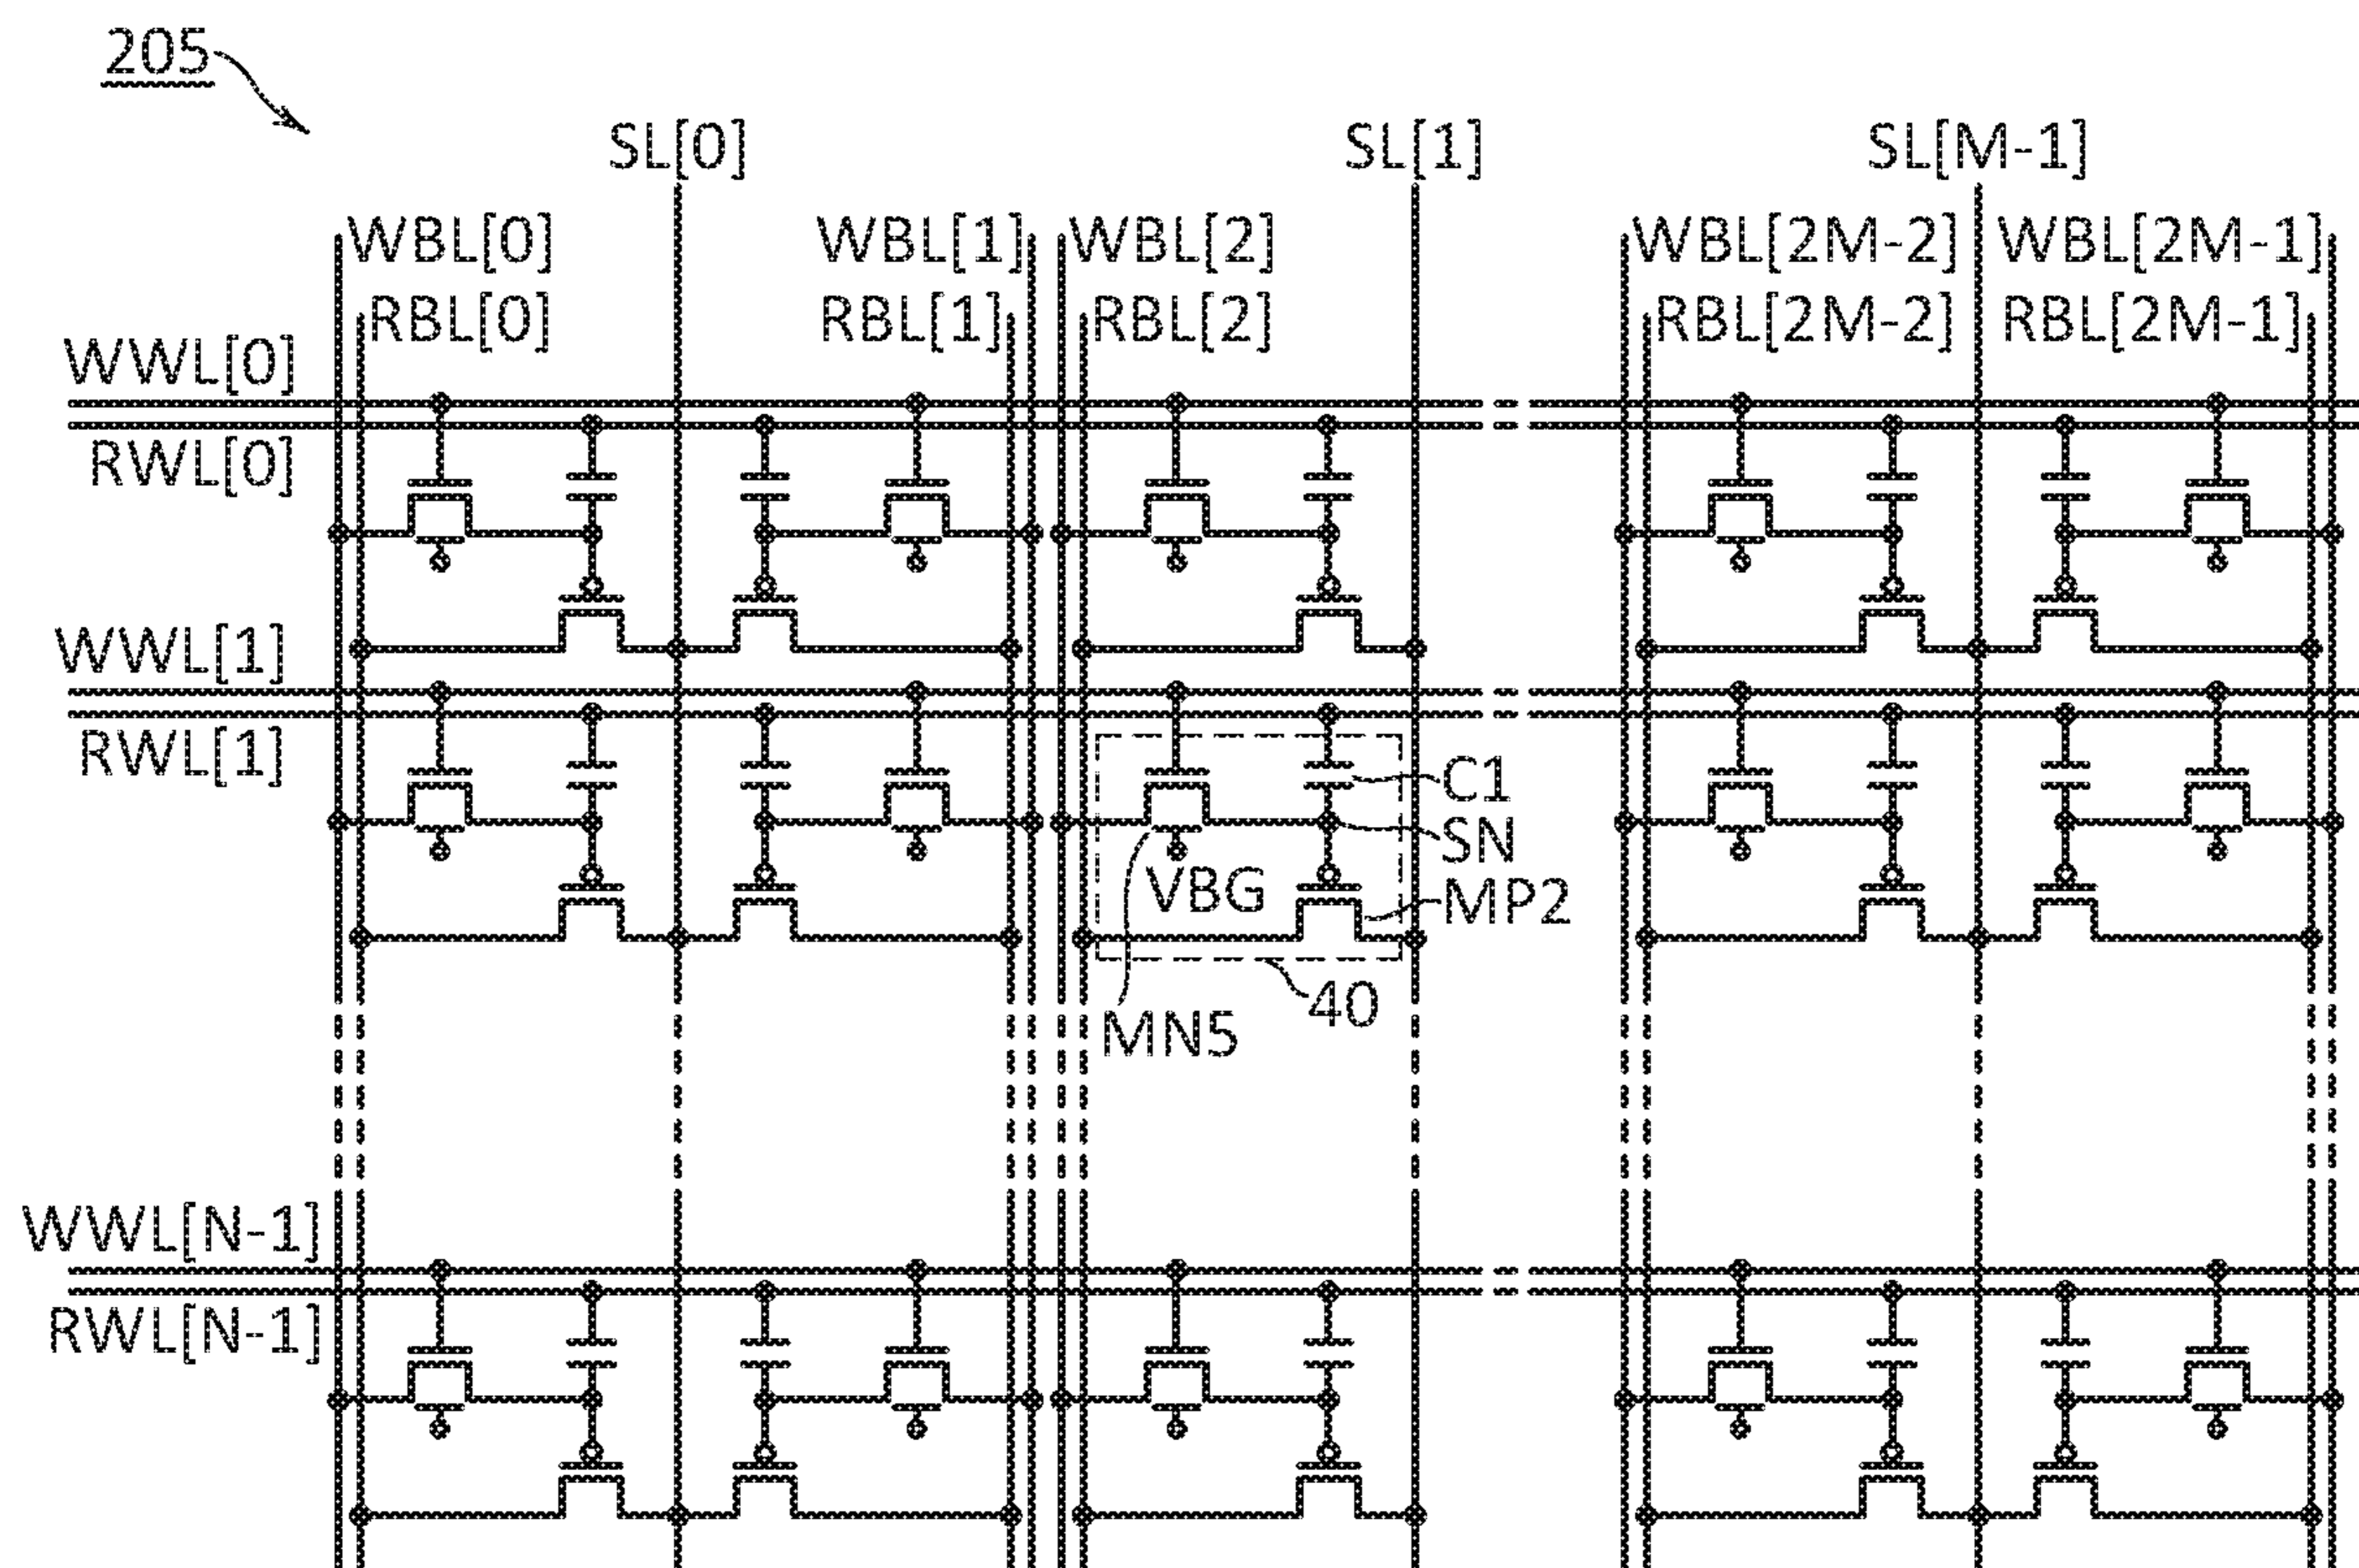 205
SL[0] SL[1] SL[M-1]
WBL[0] WBL[1] WBL[2] WBL[2M-2] WBL[2M-1]
RBL[0] RBL[1] RBL[2] RBL[2M-2] RBL[2M-1]
WWL[0]
RWL[0]
WWL[1]
RWL[1]
C1
SN
VBG
MP2
40
MN5
WWL[N-1]
RWL[N-1]